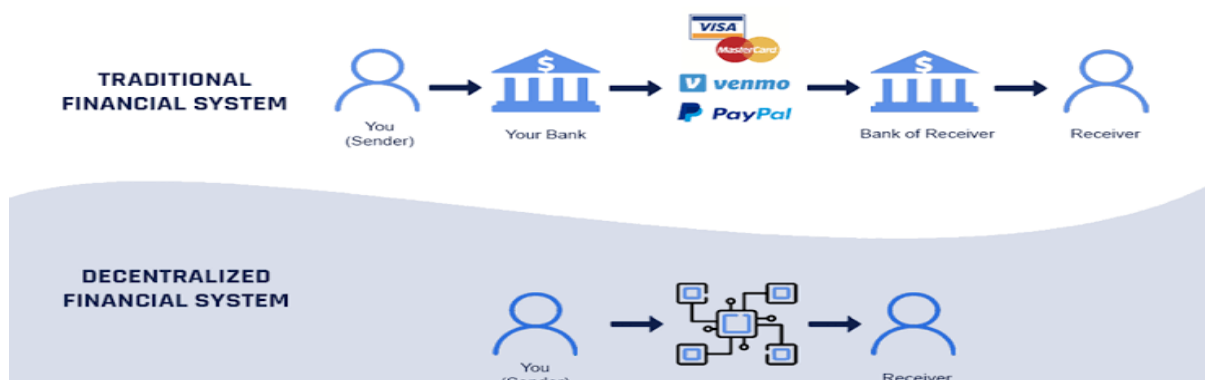 VISA
MasterCard
TRADITIONAL
FINANCIAL SYSTEM
$
$
venmo
PayPal
You
(Sender)
Your Bank
Bank of Receiver
Receiver
DECENTRALIZED
FINANCIAL SYSTEM
You
(Sender)
Receiver